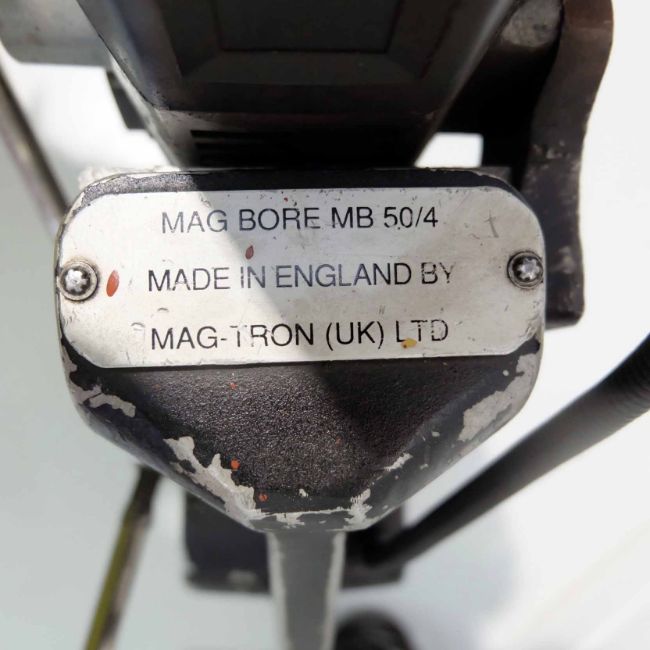 MAG BORE MB 50/4
MADE IN ENGLAND BY
MAG-TRON (UK) LTD